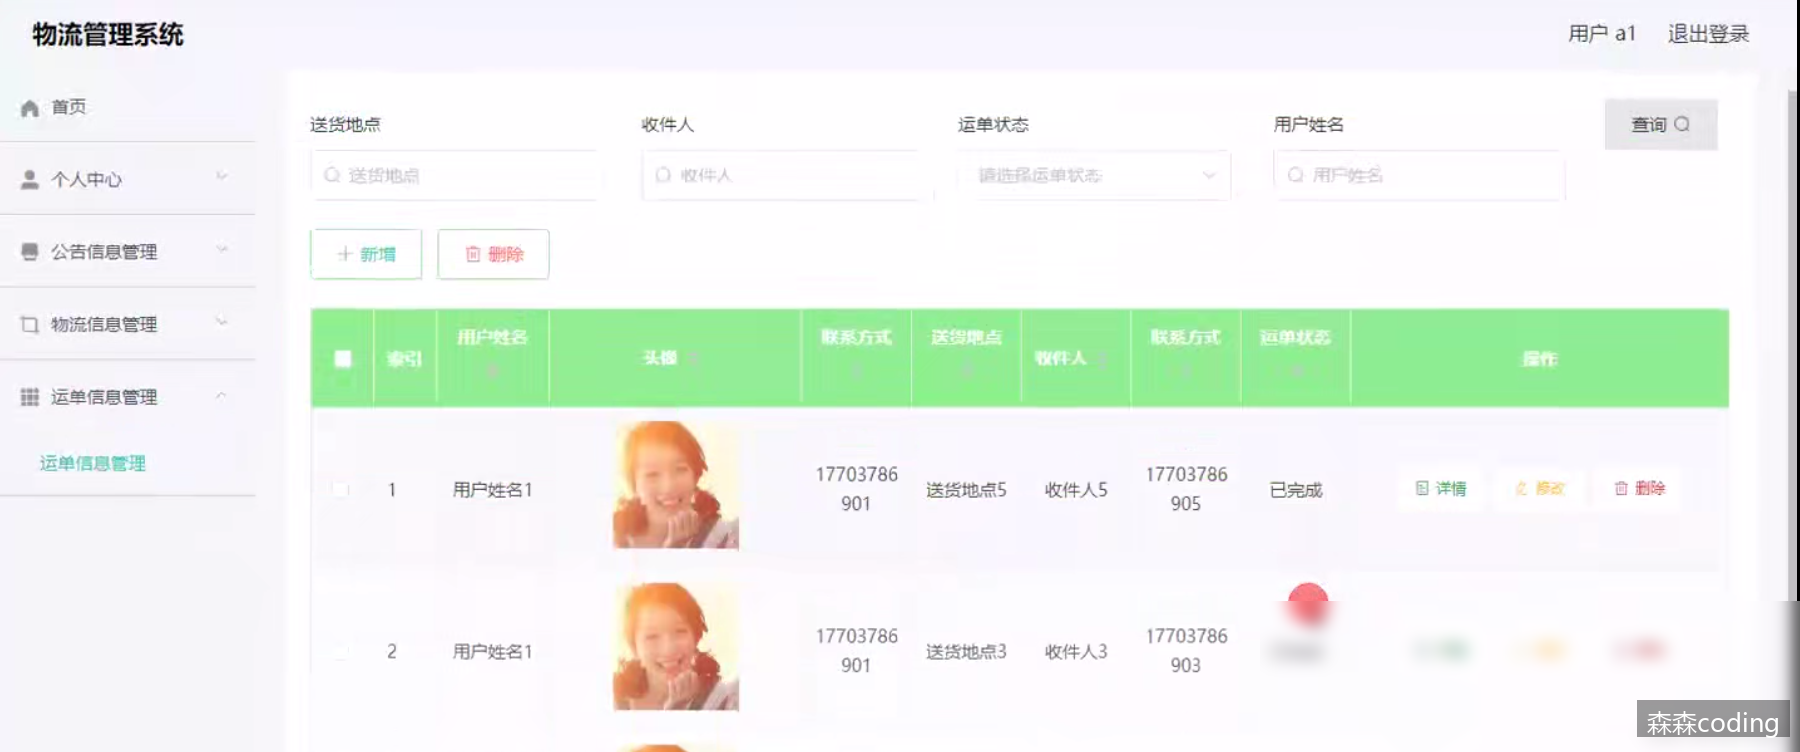 物流管理系统
用户 a1 退出登录
首页
个人中心
公告信息管理
物流信息管理
运单信息管理
运单信息管理
送货地点 收件人 运单状态 用户姓名 查询
送货地点 收件人 请选择运单状态 用户姓名
新增 删除
索引 用户姓名 头像 联系方式 送货地点 收件人 联系方式 运单状态 操作
1 用户姓名1 17703786901 送货地点5 收件人5 17703786905 已完成 详情 修改 删除
2 用户姓名1 17703786901 送货地点3 收件人3 17703786903
森森coding